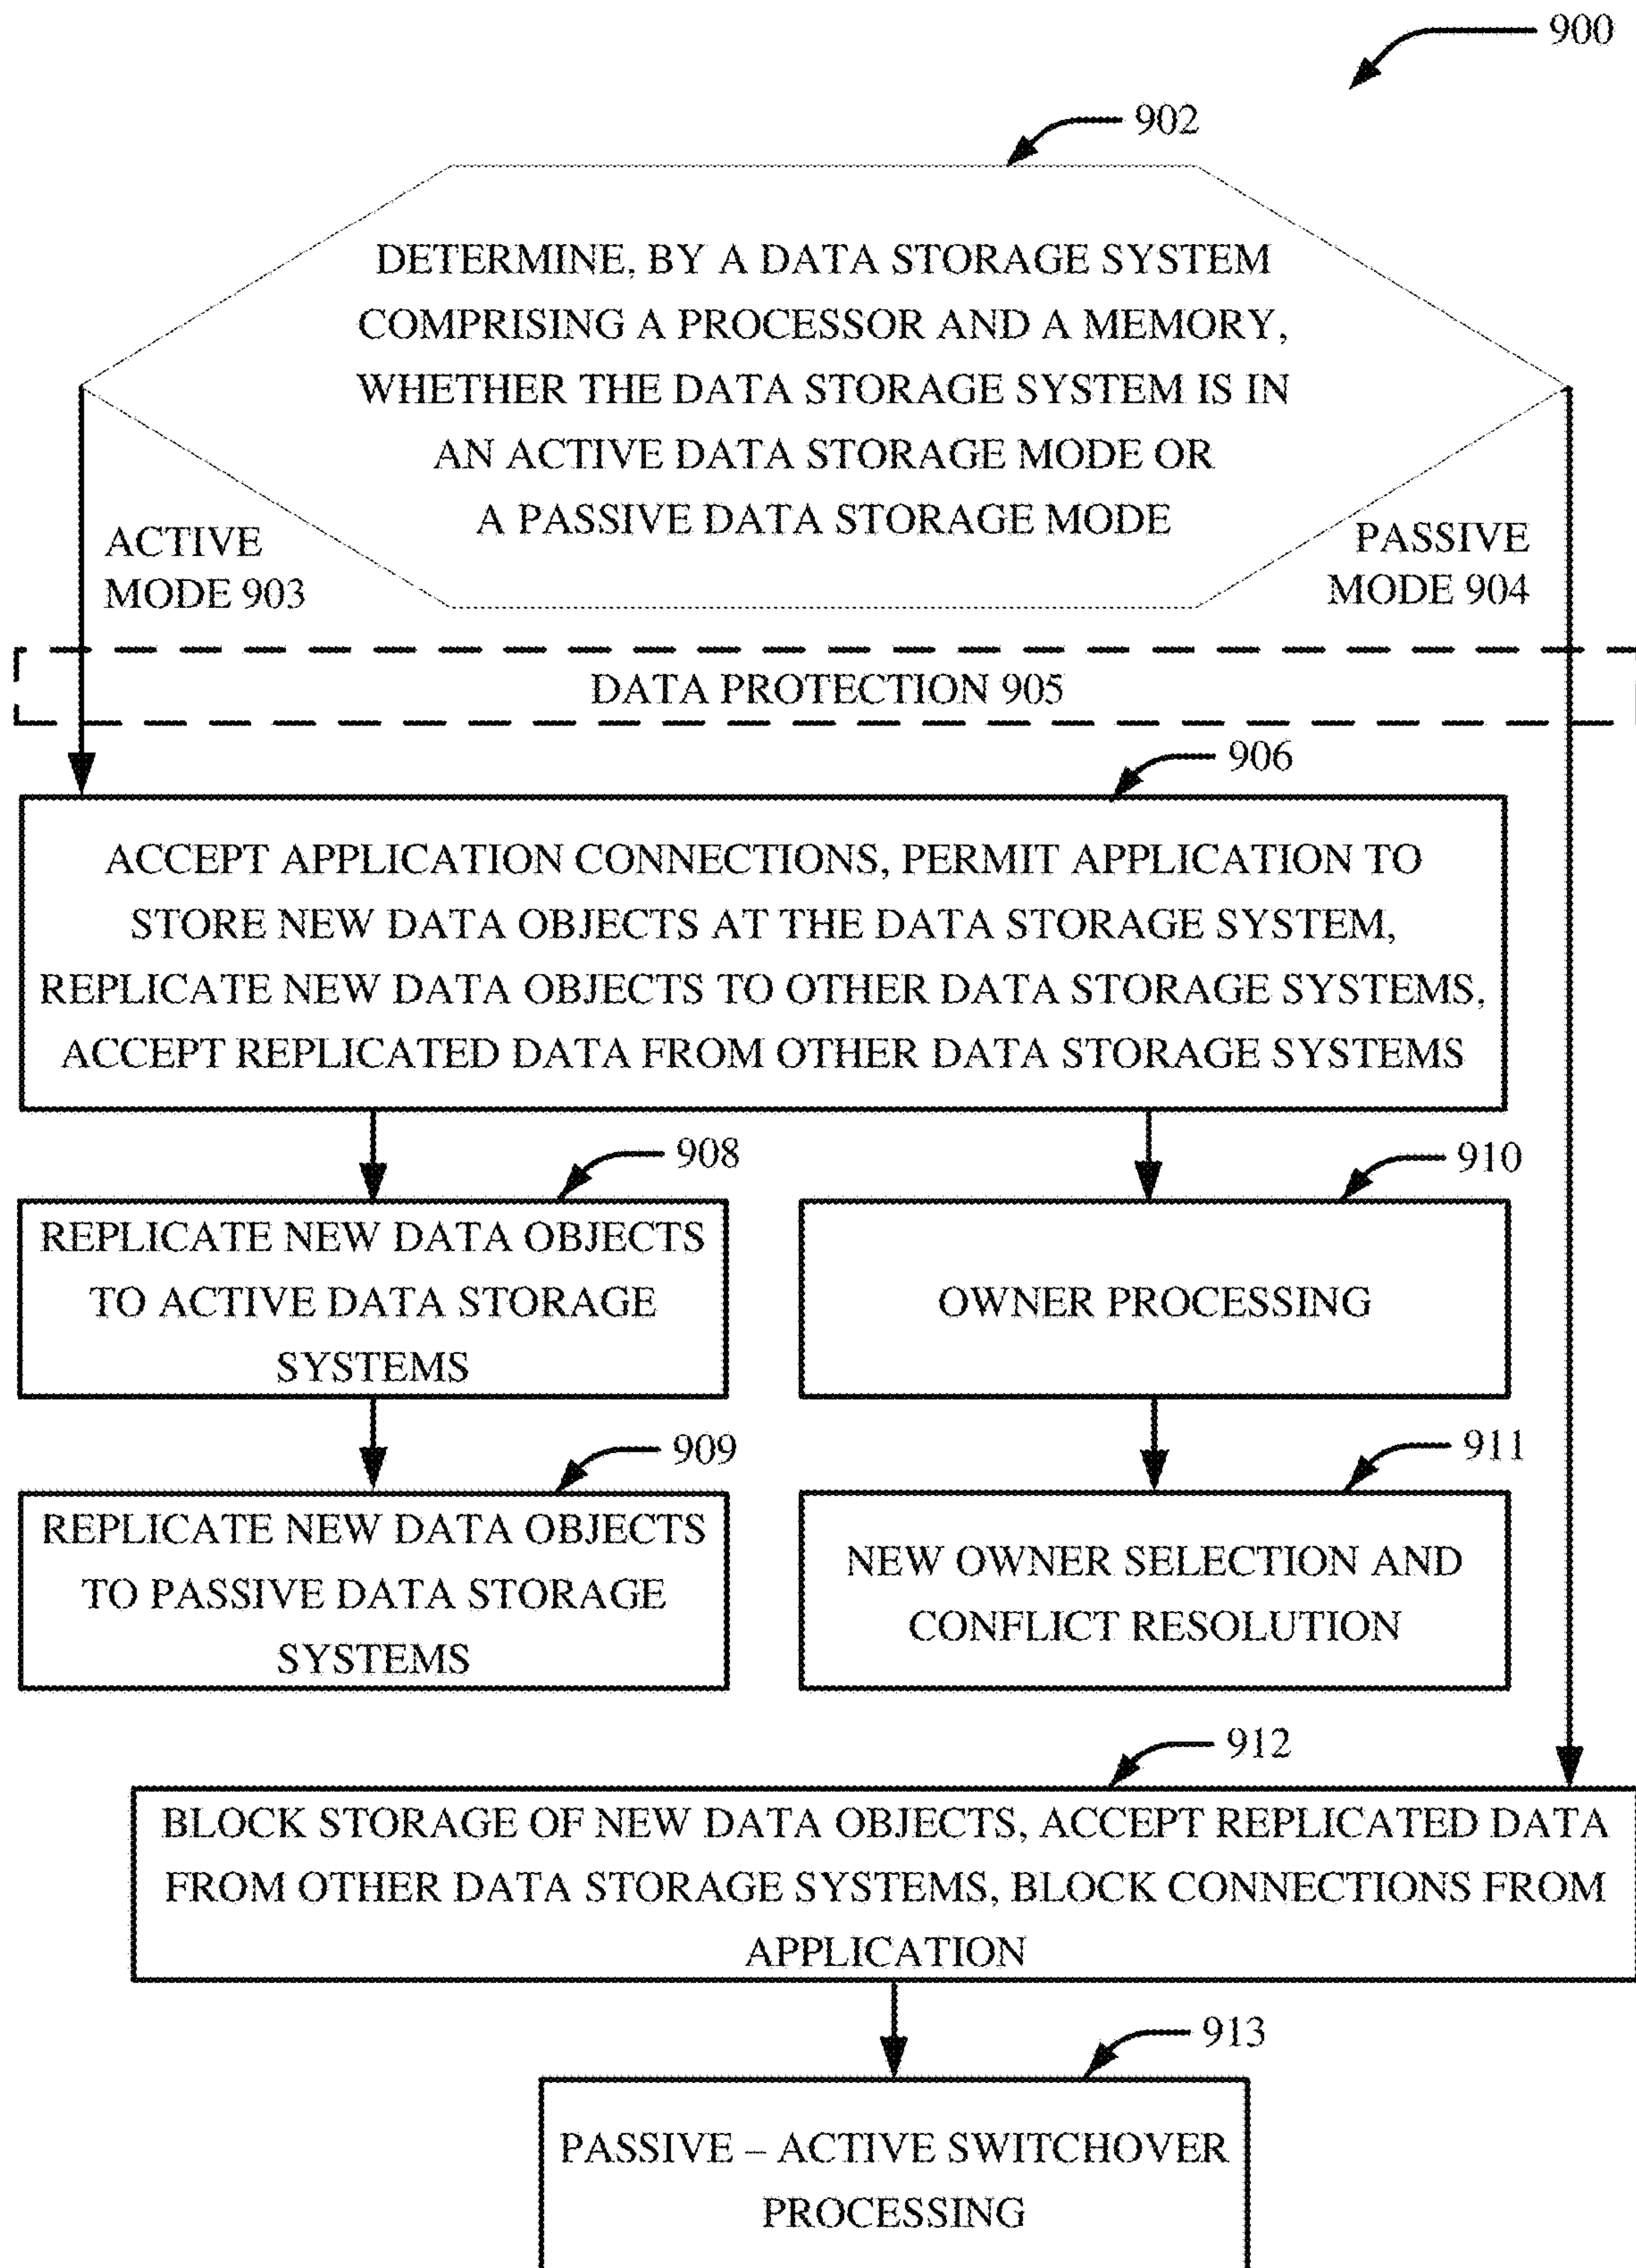 900
902
DETERMINE, BY A DATA STORAGE SYSTEM
COMPRISING A PROCESSOR AND A MEMORY,
WHETHER THE DATA STORAGE SYSTEM IS IN
AN ACTIVE DATA STORAGE MODE OR
A PASSIVE DATA STORAGE MODE
ACTIVE
MODE 903
PASSIVE
MODE 904
DATA PROTECTION 905
906
ACCEPT APPLICATION CONNECTIONS, PERMIT APPLICATION TO
STORE NEW DATA OBJECTS AT THE DATA STORAGE SYSTEM,
REPLICATE NEW DATA OBJECTS TO OTHER DATA STORAGE SYSTEMS,
ACCEPT REPLICATED DATA FROM OTHER DATA STORAGE SYSTEMS
908
REPLICATE NEW DATA OBJECTS
TO ACTIVE DATA STORAGE
SYSTEMS
910
OWNER PROCESSING
909
REPLICATE NEW DATA OBJECTS
TO PASSIVE DATA STORAGE
SYSTEMS
911
NEW OWNER SELECTION AND
CONFLICT RESOLUTION
912
BLOCK STORAGE OF NEW DATA OBJECTS, ACCEPT REPLICATED DATA
FROM OTHER DATA STORAGE SYSTEMS, BLOCK CONNECTIONS FROM
APPLICATION
913
PASSIVE – ACTIVE SWITCHOVER
PROCESSING